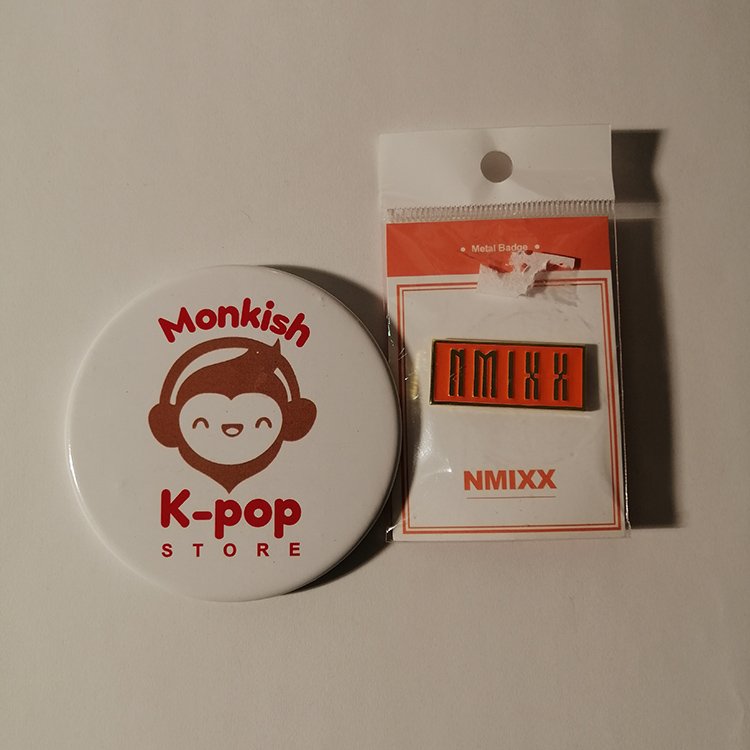 Monkish
K-pop
STORE
• Metal Badge •
NMIXX
NMIXX